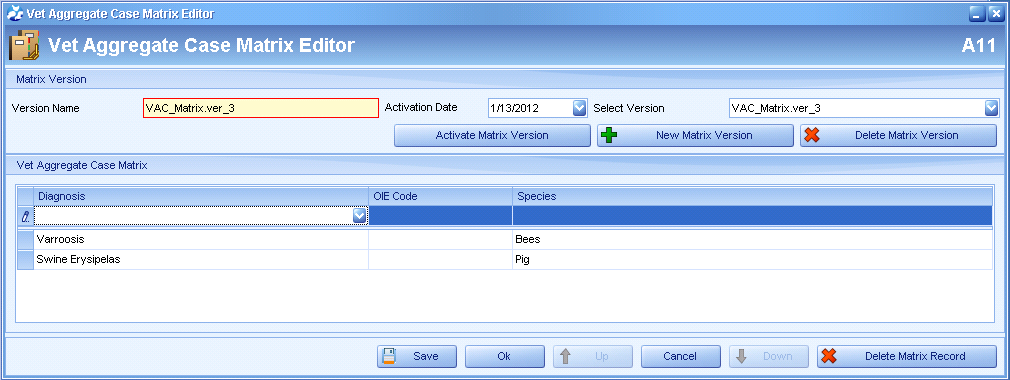 Vet Aggregate Case Matrix Editor
Vet Aggregate Case Matrix Editor A11
Matrix Version
Version Name VAC_Matrix.ver_3 Activation Date 1/13/2012 Select Version VAC_Matrix.ver_3
Activate Matrix Version New Matrix Version Delete Matrix Version
Vet Aggregate Case Matrix
Diagnosis OIE Code Species
Varroosis Bees
Swine Erysipelas Pig
Save Ok Up Cancel Down Delete Matrix Record